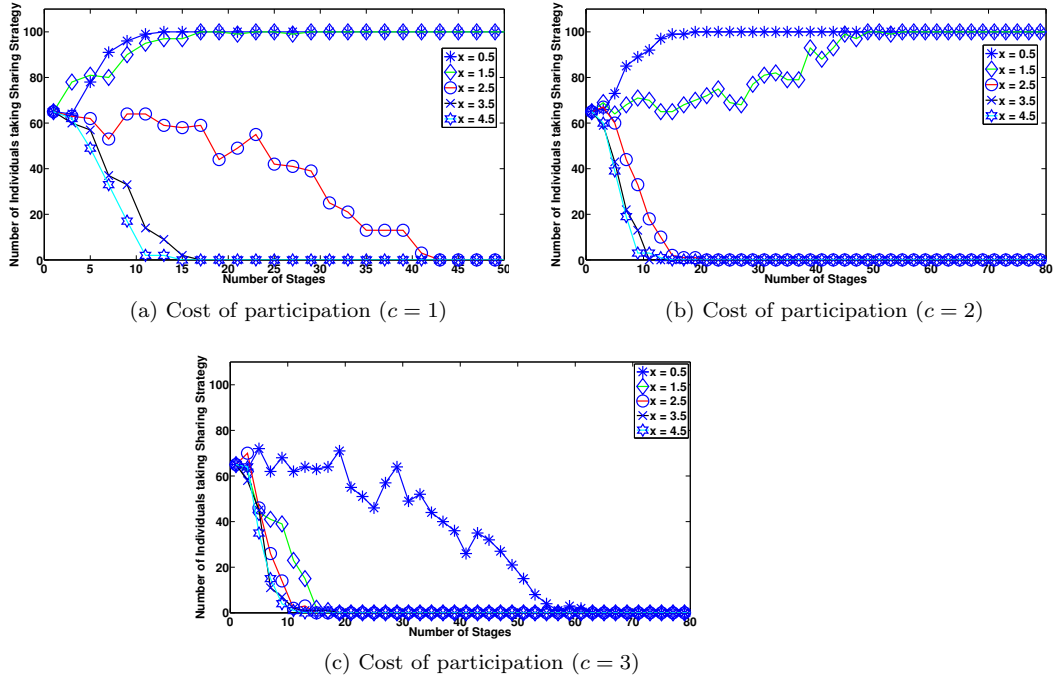 Number of Individuals taking Sharing Strategy
100
80
60
40
20
0
0 5 10 15 20 25 30 35 40 45 50
Number of Stages
x = 0.5
x = 1.5
x = 2.5
x = 3.5
x = 4.5
(a) Cost of participation (c = 1)
Number of Individuals taking Sharing Strategy
100
80
60
40
20
0
0 10 20 30 40 50 60 70 80
Number of Stages
x = 0.5
x = 1.5
x = 2.5
x = 3.5
x = 4.5
(b) Cost of participation (c = 2)
Number of Individuals taking Sharing Strategy
100
80
60
40
20
0
0 10 20 30 40 50 60 70 80
Number of Stages
x = 0.5
x = 1.5
x = 2.5
x = 3.5
x = 4.5
(c) Cost of participation (c = 3)